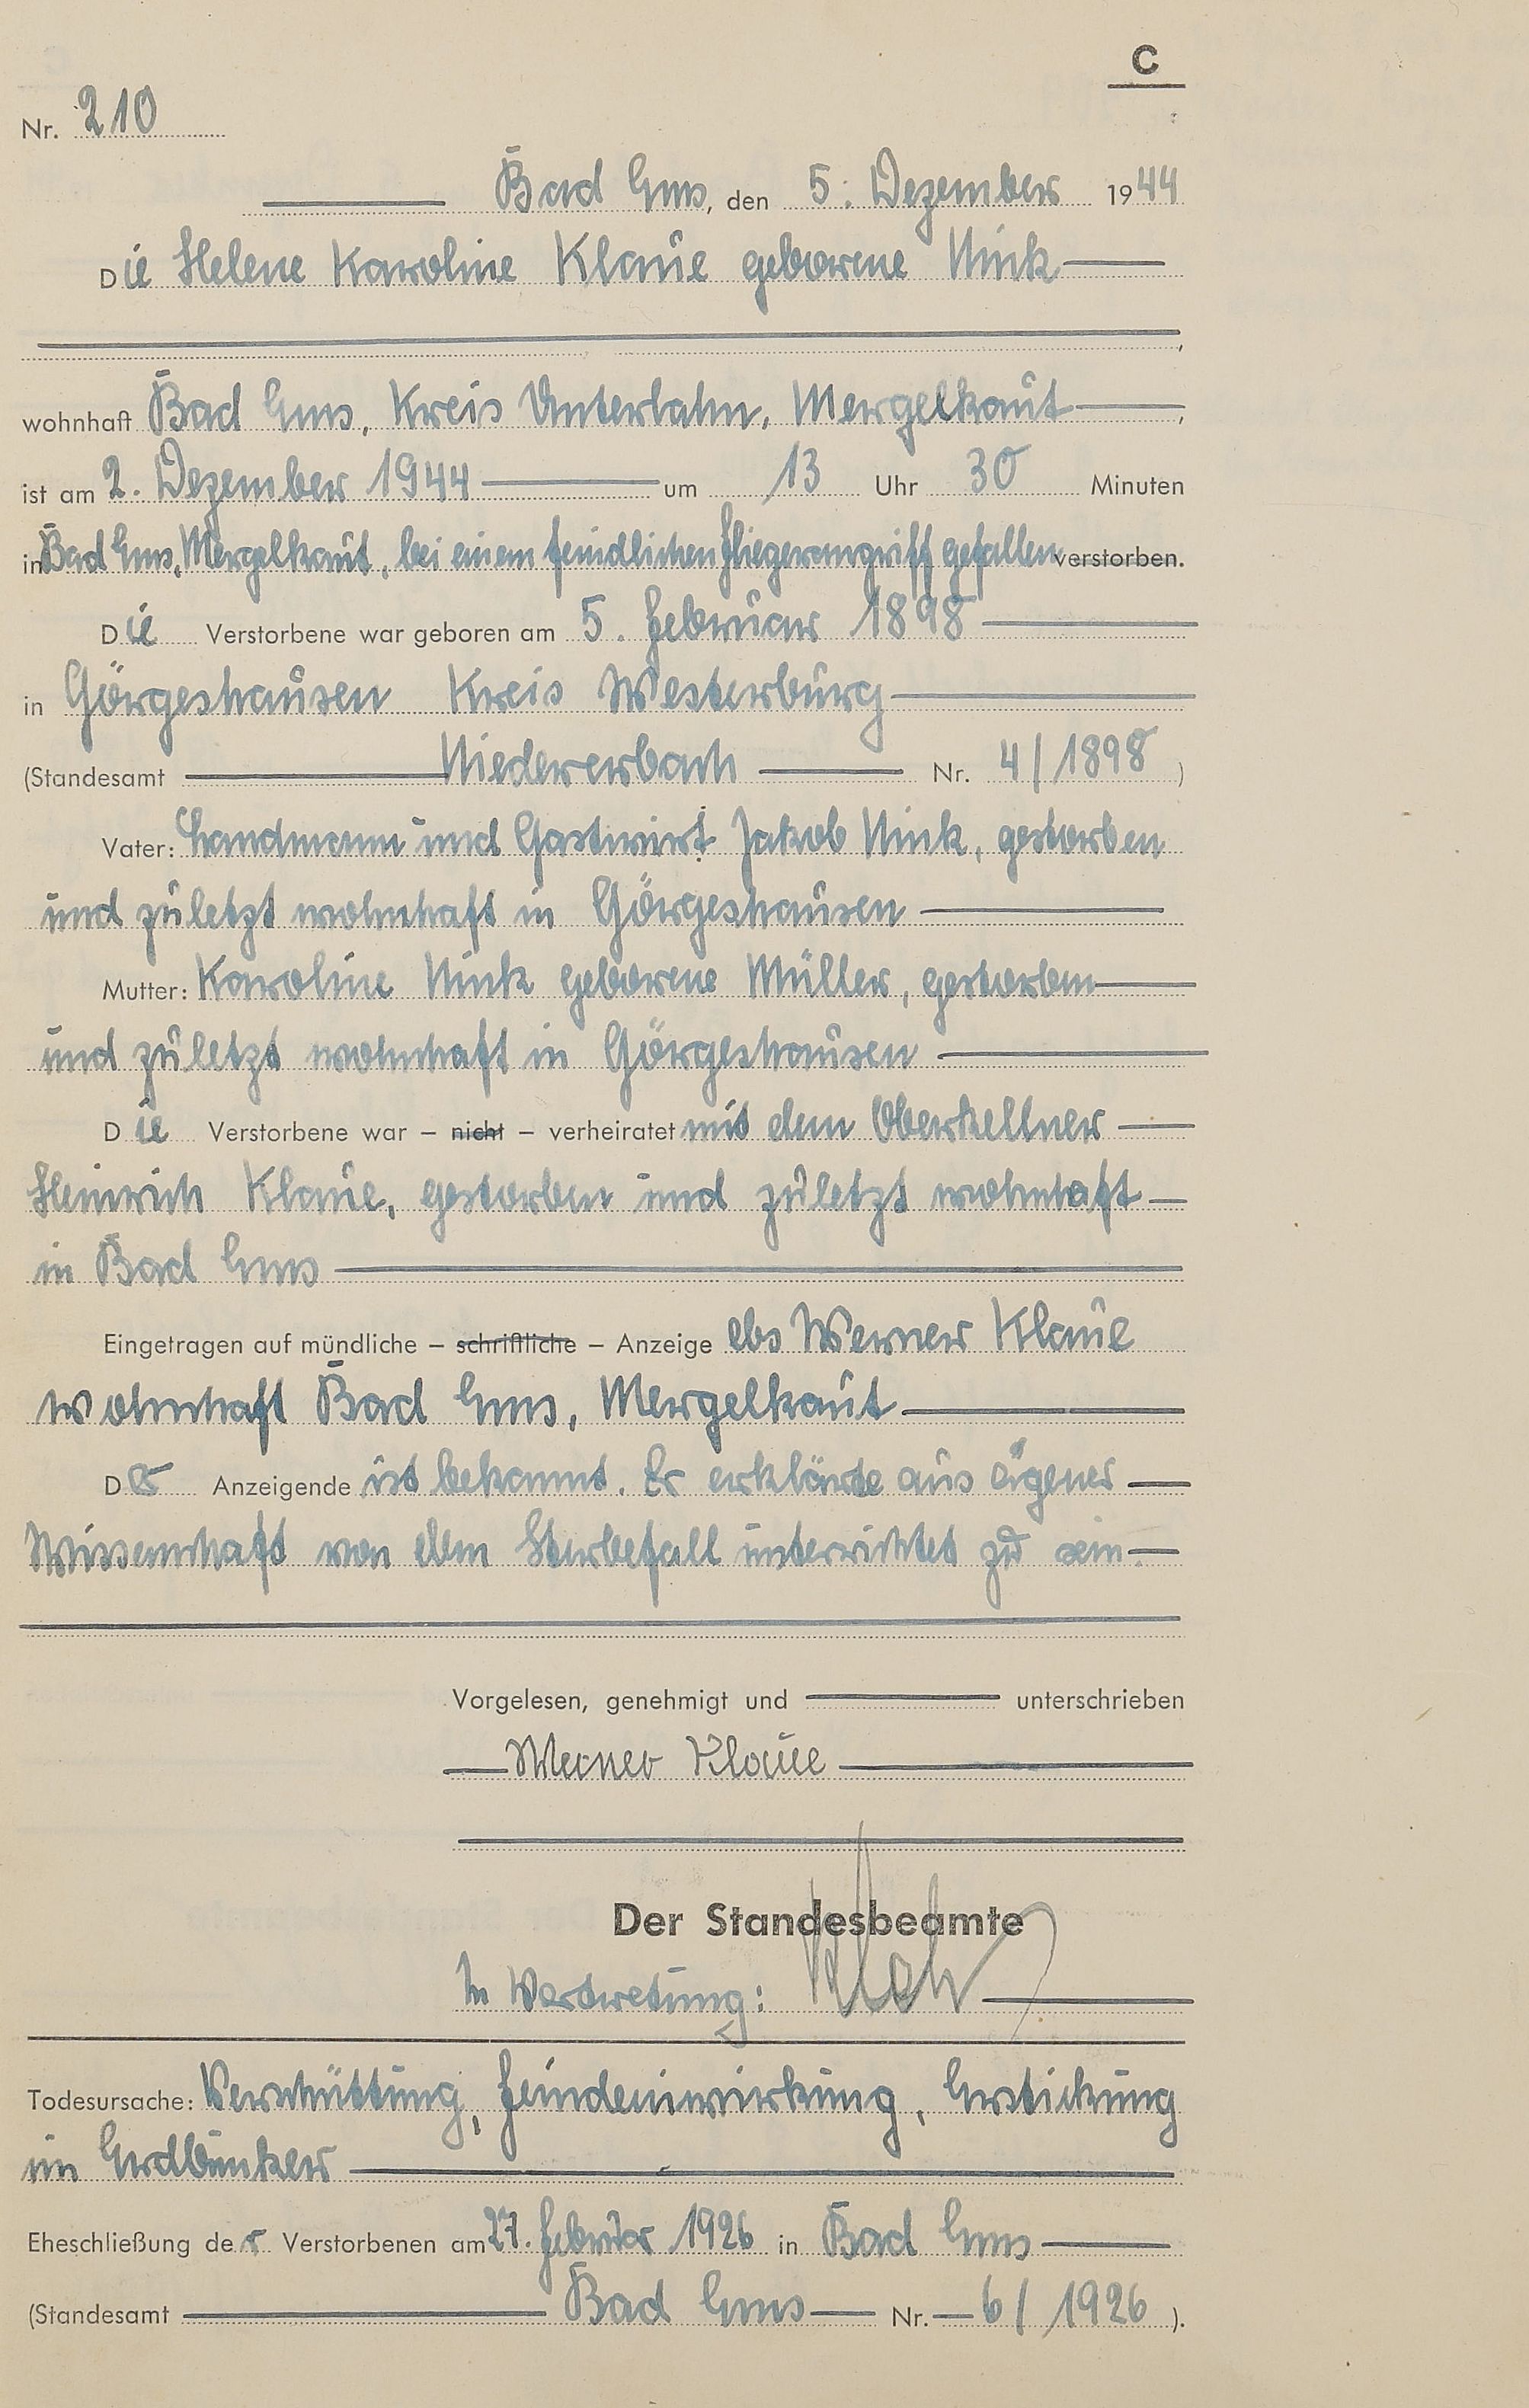 C
Nr. 210
Bad Ems, den 5. Dezember 1944
Die Helene Karoline Klaue geborene Nink
wohnhaft Bad Ems, Kreis Unterlahn, Mergelkaut,
ist am 2. Dezember 1944 um 13 Uhr 30 Minuten
in Bad Ems, Mergelkaut, bei einem feindlichen Fliegerangriff gefallen verstorben.
Die Verstorbene war geboren am 5. Februar 1898
in Görgeshausen Kreis Westerburg
(Standesamt Niedererbach Nr. 4/1898)
Vater: Landmann und Gastwirt Jakob Nink, gestorben
und zuletzt wohnhaft in Görgeshausen
Mutter: Karoline Nink geborene Müller, gestorben
und zuletzt wohnhaft in Görgeshausen
Die Verstorbene war – nicht – verheiratet mit dem Oberkellner
Heinrich Klaue, gestorben und zuletzt wohnhaft
in Bad Ems
Eingetragen auf mündliche – schriftliche – Anzeige des Werner Klaue
wohnhaft Bad Ems, Mergelkaut
Der Anzeigende ist bekannt. Er erklärte aus eigener
Wissenschaft von dem Sterbefall unterrichtet zu sein.
Vorgelesen, genehmigt und unterschrieben
Werner Klaue
Der Standesbeamte
In Vertretung:
Todesursache: Verschüttung, Feindeinwirkung, Erstickung
im Erdbunker
Eheschließung der Verstorbenen am 27. Februar 1926 in Bad Ems
(Standesamt Bad Ems Nr. 6/1926).